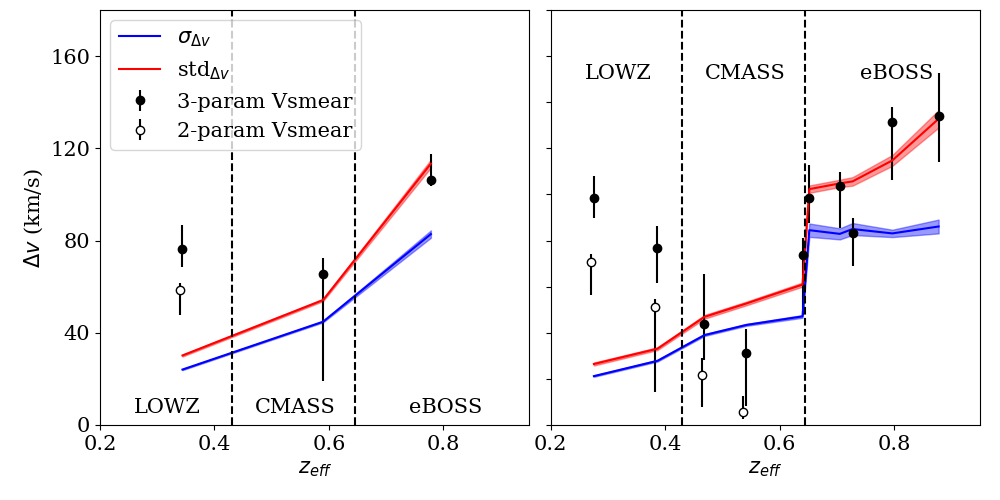 σ_Δv
std_Δv
3-param Vsmear
2-param Vsmear
LOWZ CMASS eBOSS
LOWZ CMASS eBOSS
Δv (km/s)
160
120
80
40
0
0.2 0.4 0.6 0.8
0.2 0.4 0.6 0.8
z_eff
z_eff